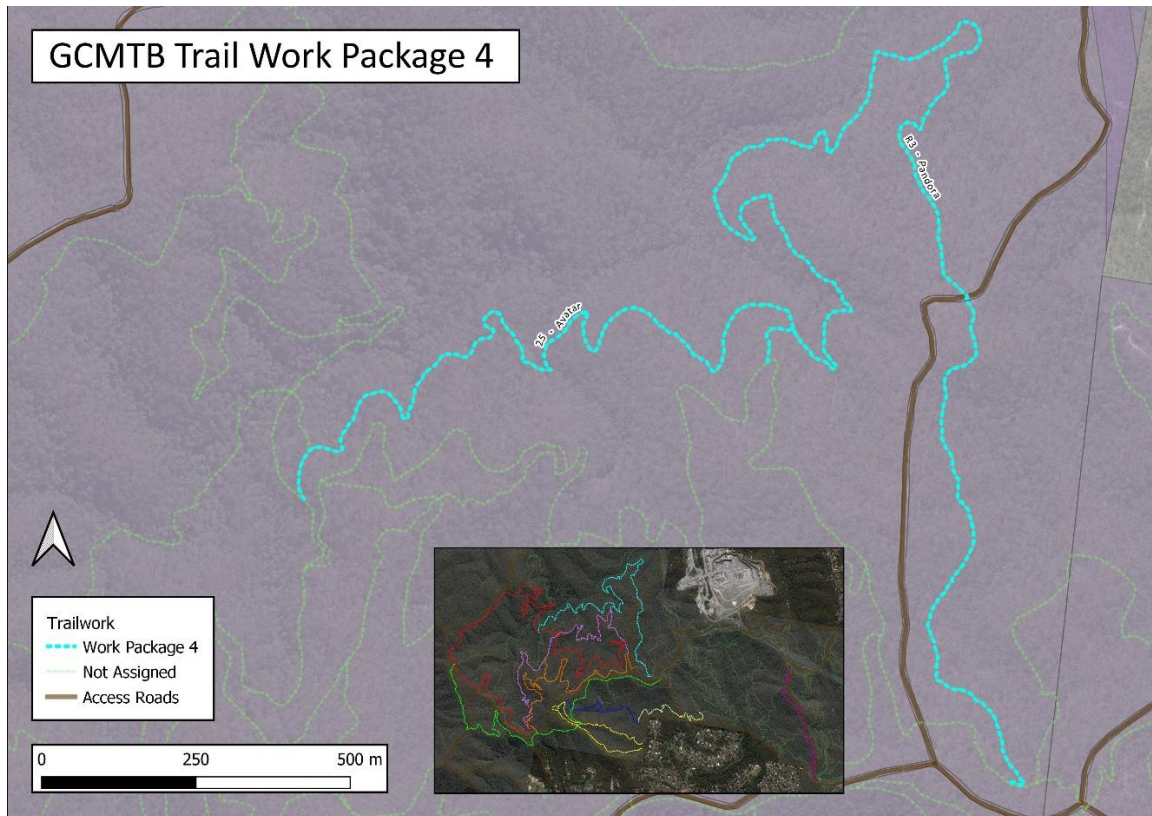 GCMTB Trail Work Package 4
R3 - Pandora
25 - Avatar
Trailwork
Work Package 4
Not Assigned
Access Roads
0
250
500 m